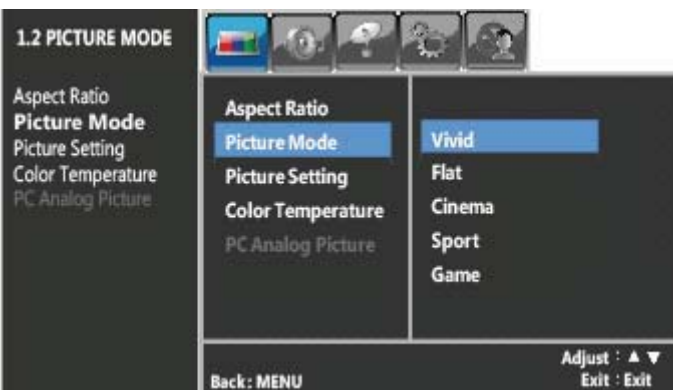 1.2 PICTURE MODE
Aspect Ratio
Picture Mode
Picture Setting
Color Temperature
PC Analog Picture
Aspect Ratio
Picture Mode
Picture Setting
Color Temperature
PC Analog Picture
Vivid
Flat
Cinema
Sport
Game
Back: MENU
Adjust : ▲ ▼
Exit : Exit